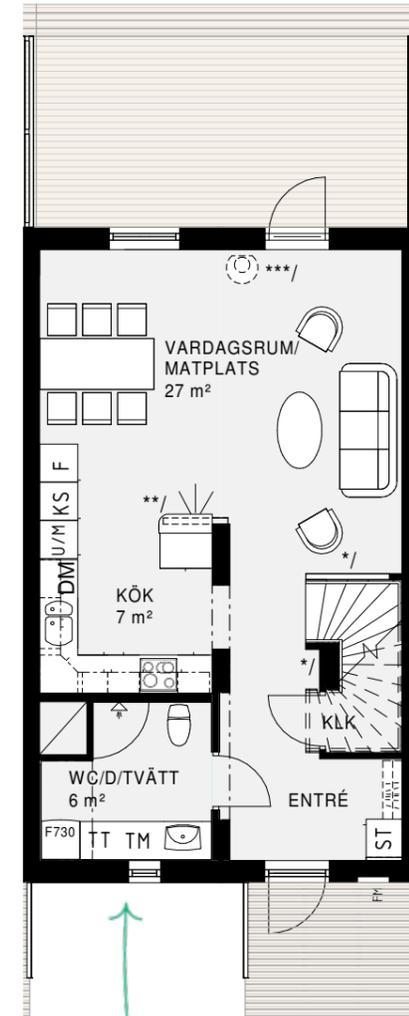 ***/
VARDAGSRUM/
MATPLATS
27 m²
F
KS
**/
U/M
*/
DM
KÖK
7 m²
*/
KLK
WC/D/TVÄTT
6 m²
ENTRÉ
F730
TT
TM
ST
FM